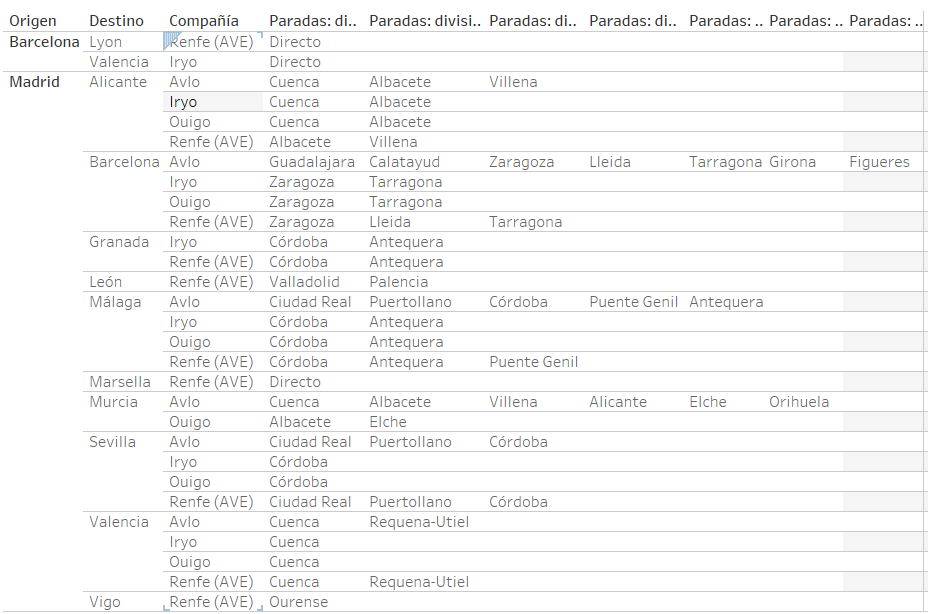 Origen Destino Compañía Paradas: di.. Paradas: divisi.. Paradas: di.. Paradas: di.. Paradas: .. Paradas: .. Paradas: ..
Barcelona Lyon Renfe (AVE) Directo
Valencia Iryo Directo
Madrid Alicante Avlo Cuenca Albacete Villena
Iryo Cuenca Albacete
Ouigo Cuenca Albacete
Renfe (AVE) Albacete Villena
Barcelona Avlo Guadalajara Calatayud Zaragoza Lleida Tarragona Girona Figueres
Iryo Zaragoza Tarragona
Ouigo Zaragoza Tarragona
Renfe (AVE) Zaragoza Lleida Tarragona
Granada Iryo Córdoba Antequera
Renfe (AVE) Córdoba Antequera
León Renfe (AVE) Valladolid Palencia
Málaga Avlo Ciudad Real Puertollano Córdoba Puente Genil Antequera
Iryo Córdoba Antequera
Ouigo Córdoba Antequera
Renfe (AVE) Córdoba Antequera Puente Genil
Marsella Renfe (AVE) Directo
Murcia Avlo Cuenca Albacete Villena Alicante Elche Orihuela
Ouigo Albacete Elche
Sevilla Avlo Ciudad Real Puertollano Córdoba
Iryo Córdoba
Ouigo Córdoba
Renfe (AVE) Ciudad Real Puertollano Córdoba
Valencia Avlo Cuenca Requena-Utiel
Iryo Cuenca
Ouigo Cuenca
Renfe (AVE) Cuenca Requena-Utiel
Vigo Renfe (AVE) Ourense